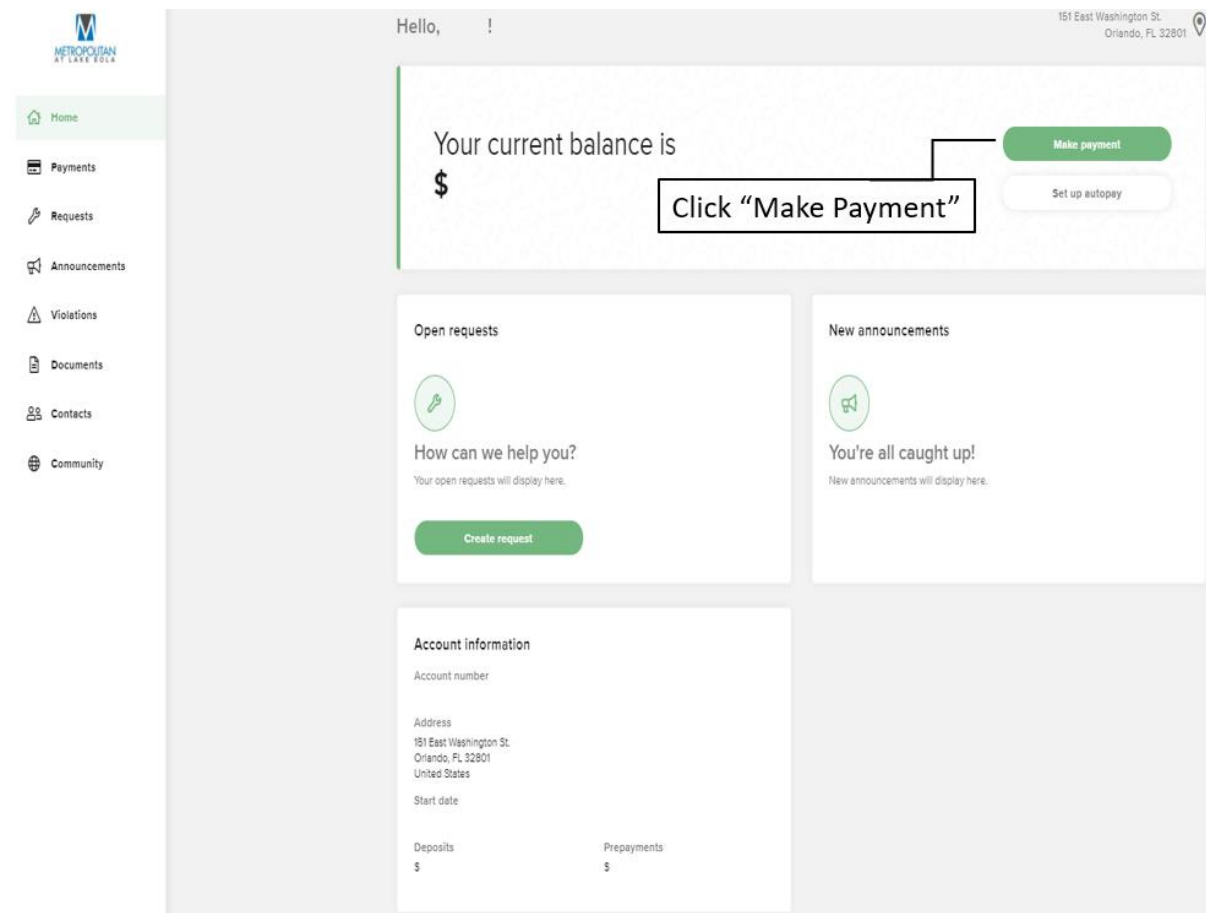 METROPOLITAN
AT LAKE EOLA
Home
Payments
Requests
Announcements
Violations
Documents
Contacts
Community
Hello, !
151 East Washington St.
Orlando, FL 32801
Your current balance is
$
Make payment
Set up autopay
Click “Make Payment”
Open requests
How can we help you?
Your open requests will display here.
Create request
New announcements
You're all caught up!
New announcements will display here.
Account information
Account number
Address
151 East Washington St.
Orlando, FL 32801
United States
Start date
Deposits
$
Prepayments
$